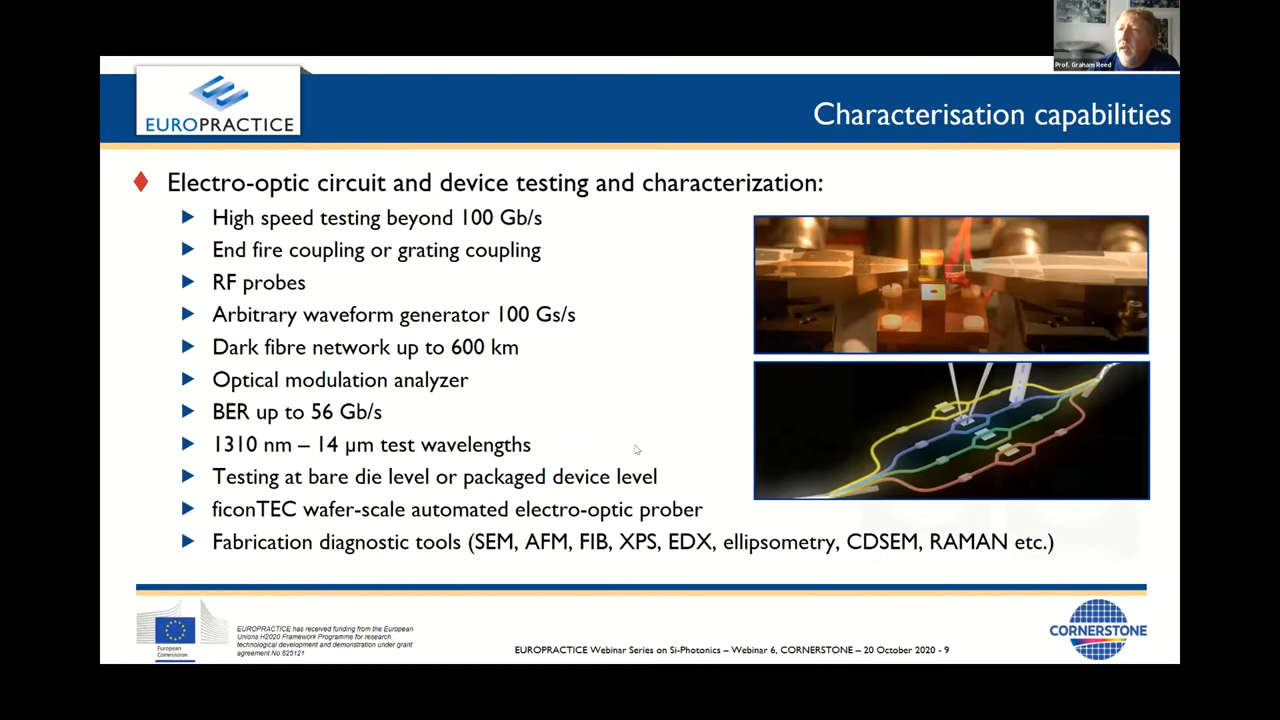 Prof. Graham Reed
EUROPRACTICE
Characterisation capabilities
Electro-optic circuit and device testing and characterization:
High speed testing beyond 100 Gb/s
End fire coupling or grating coupling
RF probes
Arbitrary waveform generator 100 Gs/s
Dark fibre network up to 600 km
Optical modulation analyzer
BER up to 56 Gb/s
1310 nm – 14 μm test wavelengths
Testing at bare die level or packaged device level
ficonTEC wafer-scale automated electro-optic prober
Fabrication diagnostic tools (SEM, AFM, FIB, XPS, EDX, ellipsometry, CDSEM, RAMAN etc.)
European
Commission
EUROPRACTICE has received funding from the European
Unions H2020 Framework Programme for research,
technological development and demonstration under grant
agreement No 825121
EUROPRACTICE Webinar Series on Si-Photonics – Webinar 6, CORNERSTONE – 20 October 2020 - 9
CORNERSTONE